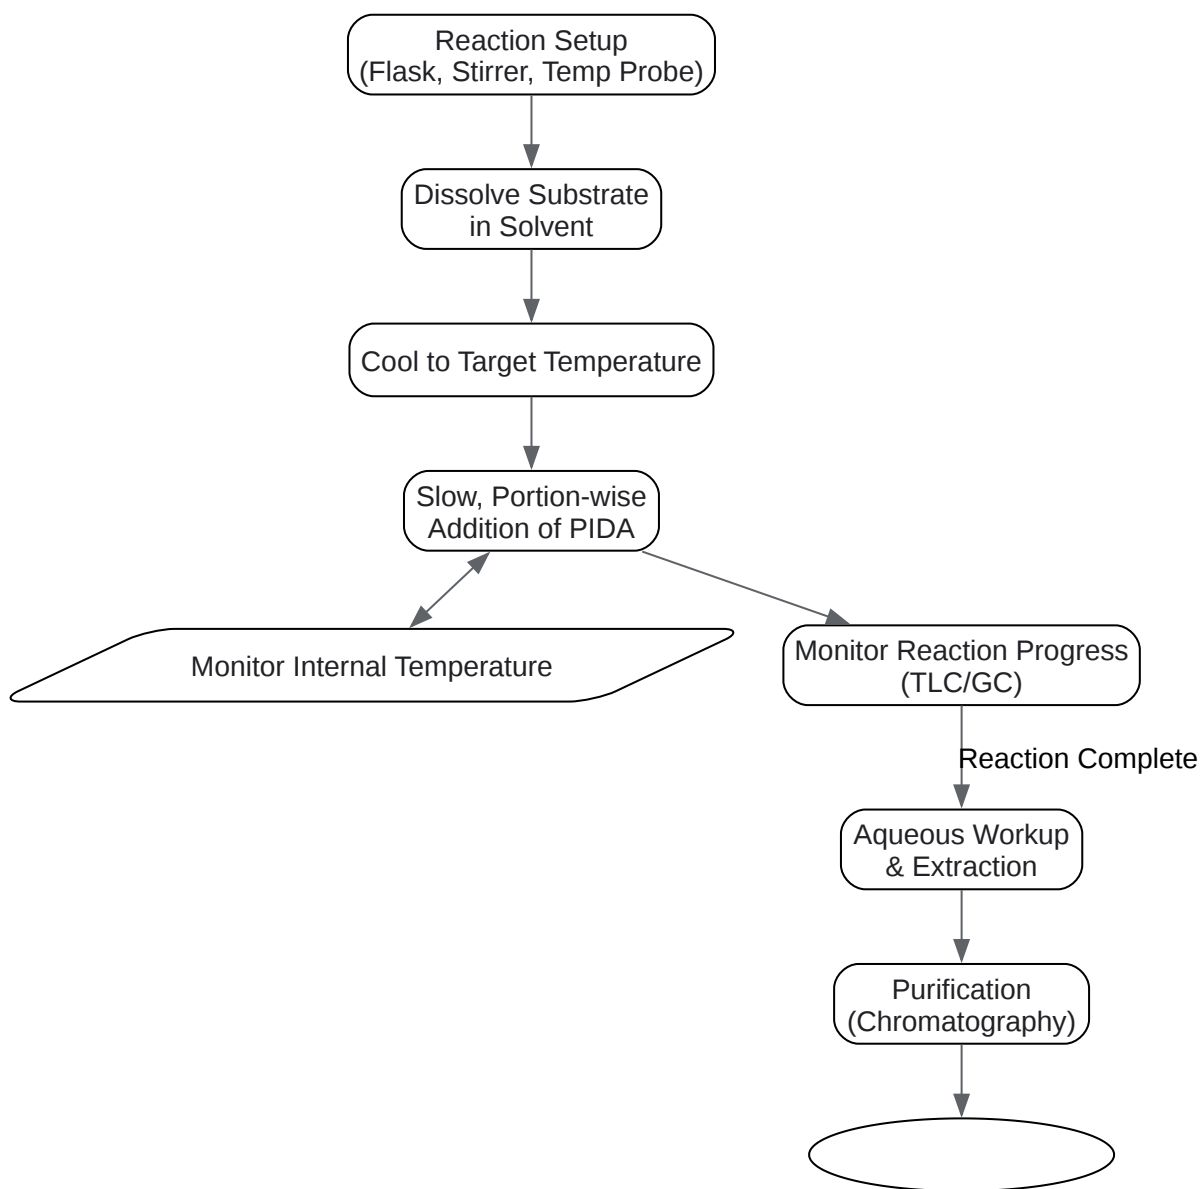 Reaction Setup
(Flask, Stirrer, Temp Probe)
Dissolve Substrate
in Solvent
Cool to Target Temperature
Slow, Portion-wise
Addition of PIDA
Monitor Internal Temperature
Monitor Reaction Progress
(TLC/GC)
Reaction Complete
Aqueous Workup
& Extraction
Purification
(Chromatography)